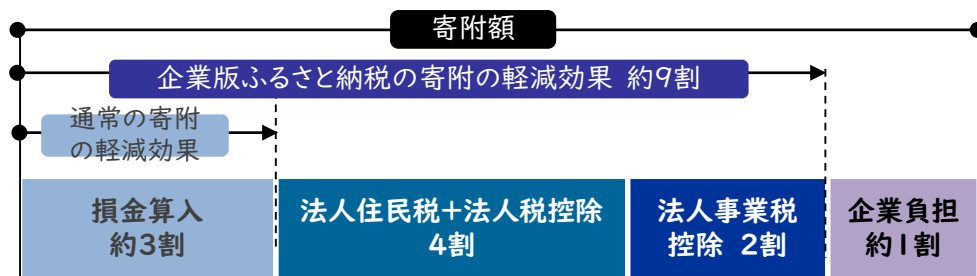 寄附額
企業版ふるさと納税の寄附の軽減効果 約9割
通常の寄附
の軽減効果
損金算入
約3割
法人住民税+法人税控除
4割
法人事業税
控除 2割
企業負担
約1割